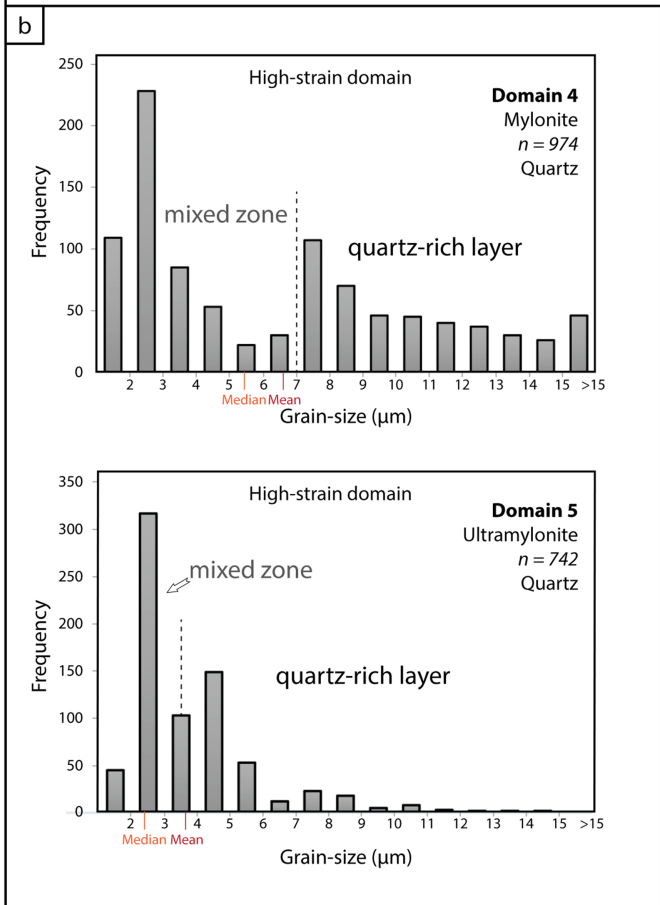 b
High-strain domain
Domain 4
Mylonite
n = 974
Quartz
mixed zone
quartz-rich layer
Frequency
250
200
150
100
50
0
2 3 4 5 6 7 8 9 10 11 12 13 14 15 >15
Median Mean
Grain-size (μm)
High-strain domain
Domain 5
Ultramylonite
n = 742
Quartz
mixed zone
quartz-rich layer
Frequency
350
300
250
200
150
100
50
0
2 3 4 5 6 7 8 9 10 11 12 13 14 15 >15
Median Mean
Grain-size (μm)